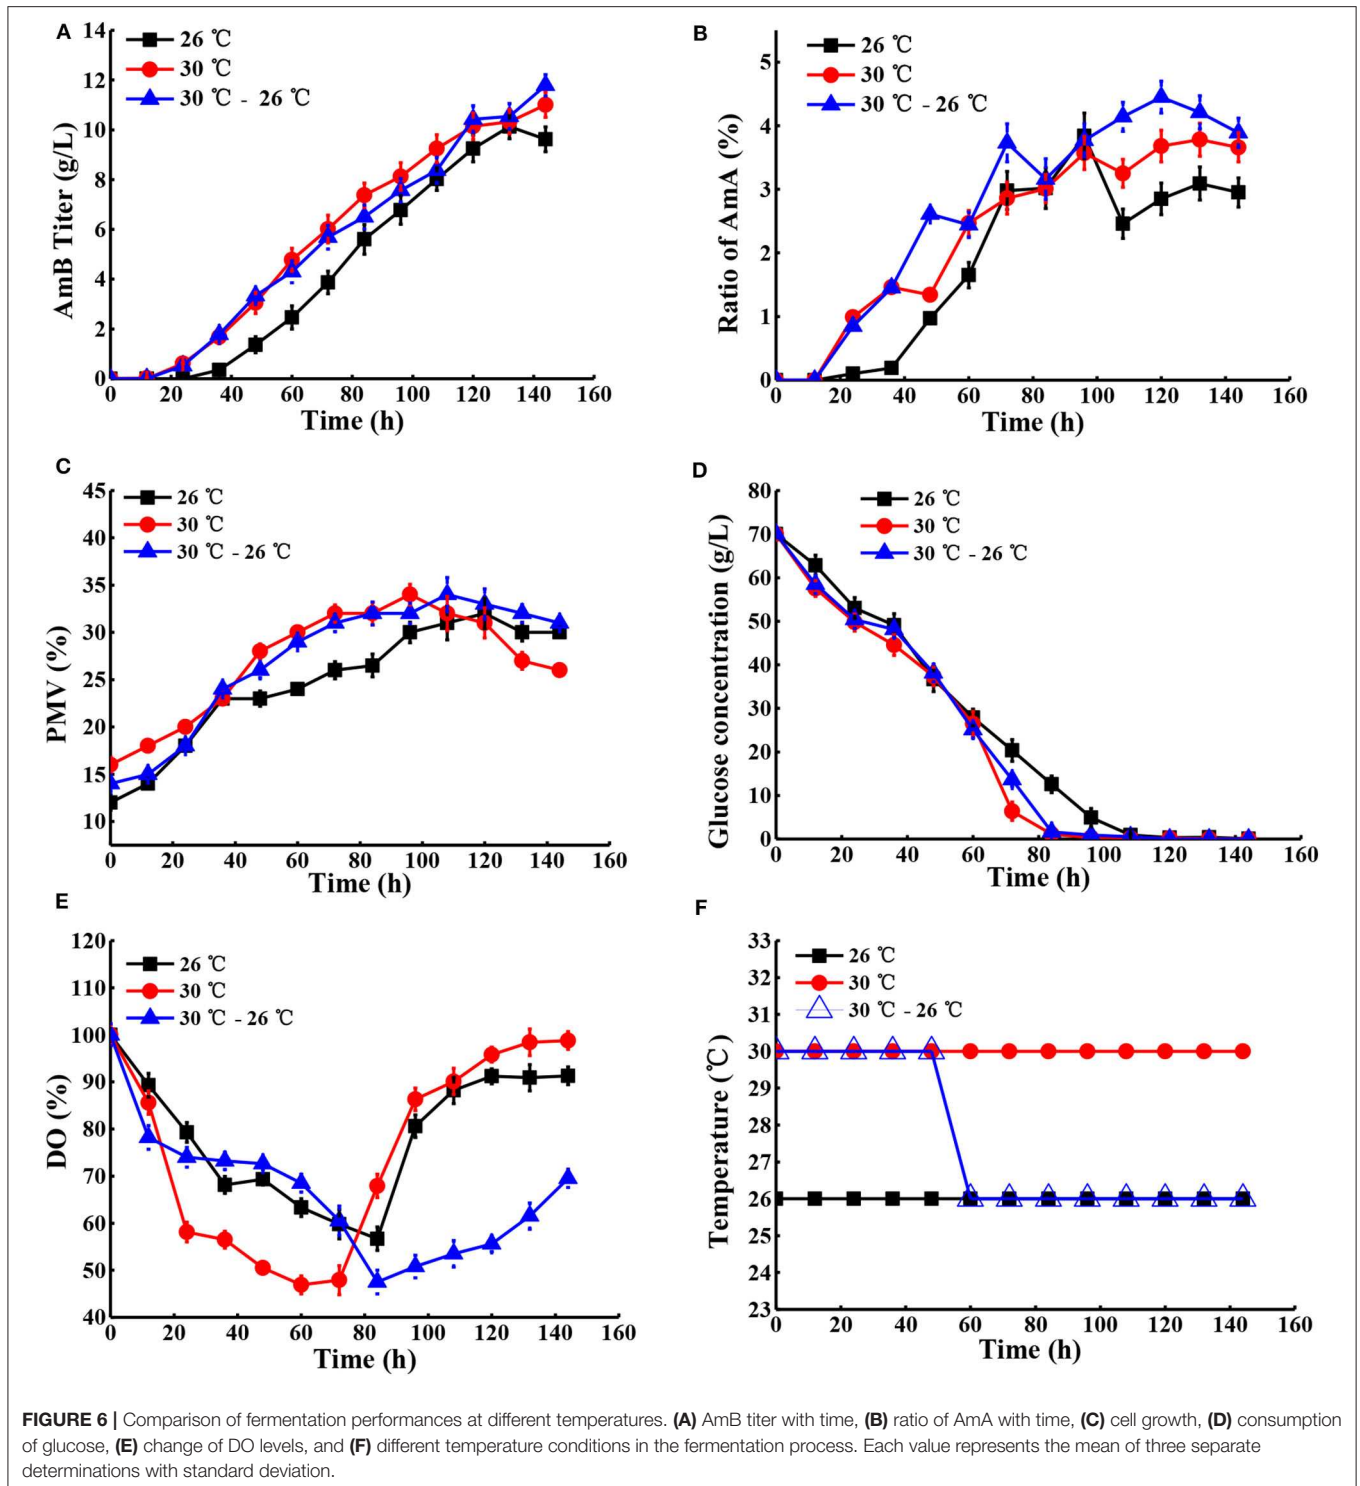 A
14
12
10
8
6
4
2
0
AmB Titer (g/L)
26 ℃
30 ℃
30 ℃ - 26 ℃
0 20 40 60 80 100 120 140 160
Time (h)
B
5
4
3
2
1
0
Ratio of AmA (%)
26 ℃
30 ℃
30 ℃ - 26 ℃
0 20 40 60 80 100 120 140 160
Time (h)
C
45
40
35
30
25
20
15
10
PMV (%)
26 ℃
30 ℃
30 ℃ - 26 ℃
0 20 40 60 80 100 120 140 160
Time (h)
D
80
70
60
50
40
30
20
10
0
Glucose concentration (g/L)
26 ℃
30 ℃
30 ℃ - 26 ℃
0 20 40 60 80 100 120 140 160
Time (h)
E
120
110
100
90
80
70
60
50
40
DO (%)
26 ℃
30 ℃
30 ℃ - 26 ℃
0 20 40 60 80 100 120 140 160
Time (h)
F
33
32
31
30
29
28
27
26
25
24
23
Temperature (℃)
26 ℃
30 ℃
30 ℃ - 26 ℃
0 20 40 60 80 100 120 140 160
Time (h)
FIGURE 6 | Comparison of fermentation performances at different temperatures. (A) AmB titer with time, (B) ratio of AmA with time, (C) cell growth, (D) consumption
of glucose, (E) change of DO levels, and (F) different temperature conditions in the fermentation process. Each value represents the mean of three separate
determinations with standard deviation.